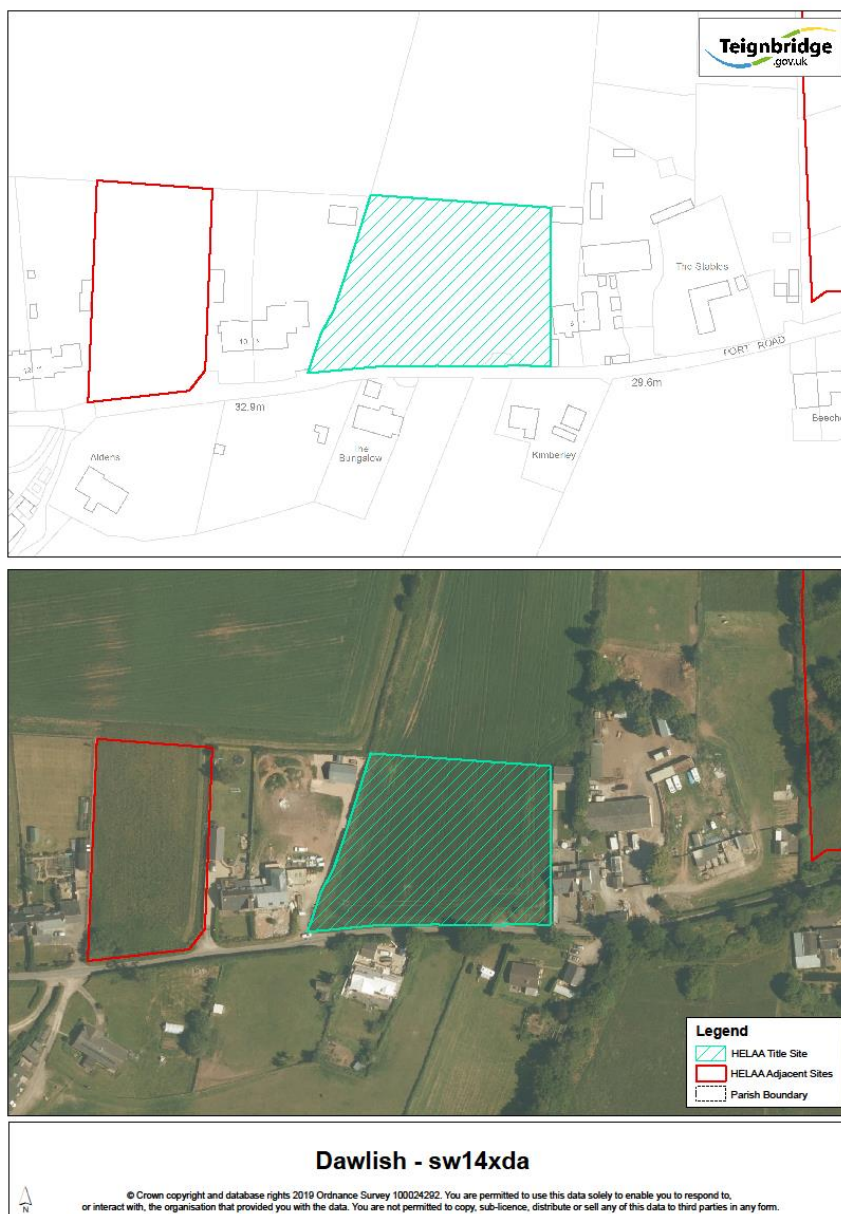 Teignbridge
.gov.uk
The Stables
PORT ROAD
29.6m
32.9m
Aldens
The
Bungalow
Kimberley
Legend
HELAA Title Site
HELAA Adjacent Sites
Parish Boundary
Dawlish - sw14xda
N
© Crown copyright and database rights 2019 Ordnance Survey 100024292. You are permitted to use this data solely to enable you to respond to,
or interact with, the organisation that provided you with the data. You are not permitted to copy, sub-licence, distribute or sell any of this data to third parties in any form.